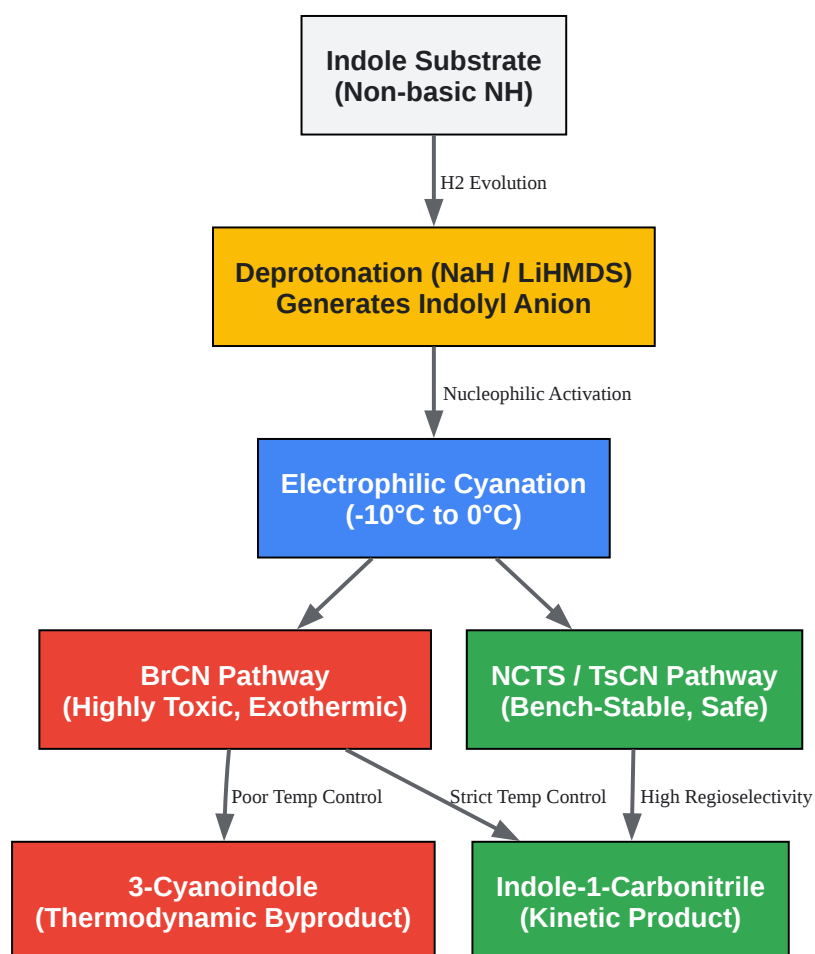 Indole Substrate
(Non-basic NH)
H2 Evolution
Deprotonation (NaH / LiHMDS)
Generates Indolyl Anion
Nucleophilic Activation
Electrophilic Cyanation
(-10°C to 0°C)
BrCN Pathway
(Highly Toxic, Exothermic)
NCTS / TsCN Pathway
(Bench-Stable, Safe)
Poor Temp Control
Strict Temp Control
High Regioselectivity
3-Cyanoindole
(Thermodynamic Byproduct)
Indole-1-Carbonitrile
(Kinetic Product)